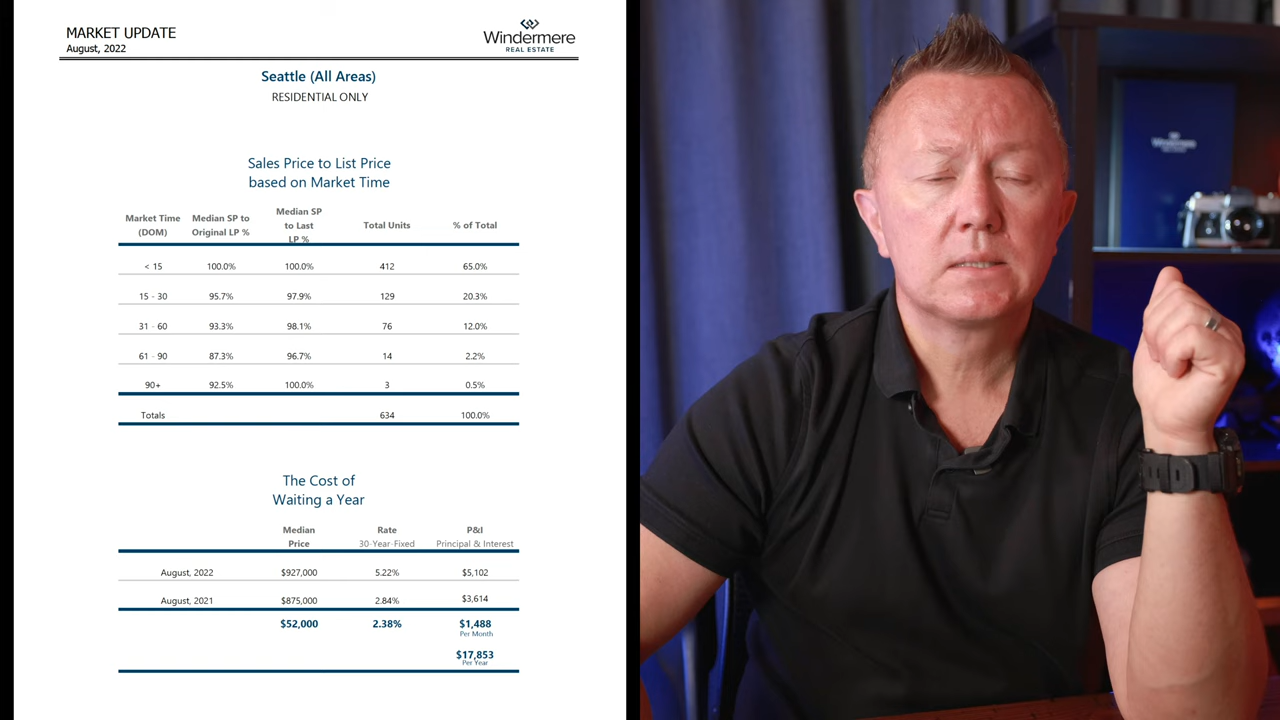 MARKET UPDATE
August, 2022
Windermere
REAL ESTATE
Seattle (All Areas)
RESIDENTIAL ONLY
Sales Price to List Price
based on Market Time
Market Time (DOM) Median SP to Original LP % Median SP to Last LP % Total Units % of Total
< 15 100.0% 100.0% 412 65.0%
15 - 30 95.7% 97.9% 129 20.3%
31 - 60 93.3% 98.1% 76 12.0%
61 - 90 87.3% 96.7% 14 2.2%
90+ 92.5% 100.0% 3 0.5%
Totals 634 100.0%
The Cost of
Waiting a Year
Median Price Rate 30-Year-Fixed P&I Principal & Interest
August, 2022 $927,000 5.22% $5,102
August, 2021 $875,000 2.84% $3,614
$52,000 2.38% $1,488
Per Month
$17,853
Per Year
Windermere